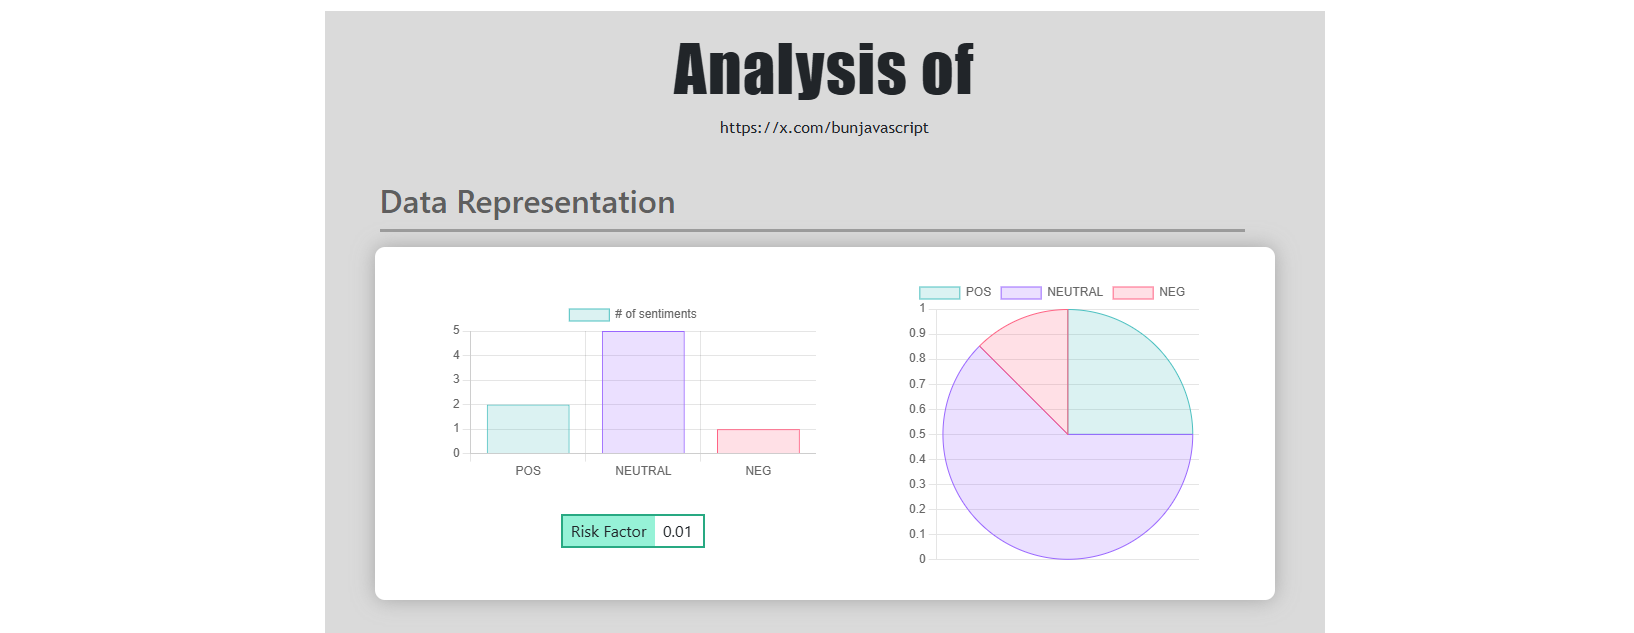 Analysis of
https://x.com/bunjavascript
Data Representation
# of sentiments
5
4
3
2
1
0
POS NEUTRAL NEG
Risk Factor 0.01
POS NEUTRAL NEG
1
0.9
0.8
0.7
0.6
0.5
0.4
0.3
0.2
0.1
0